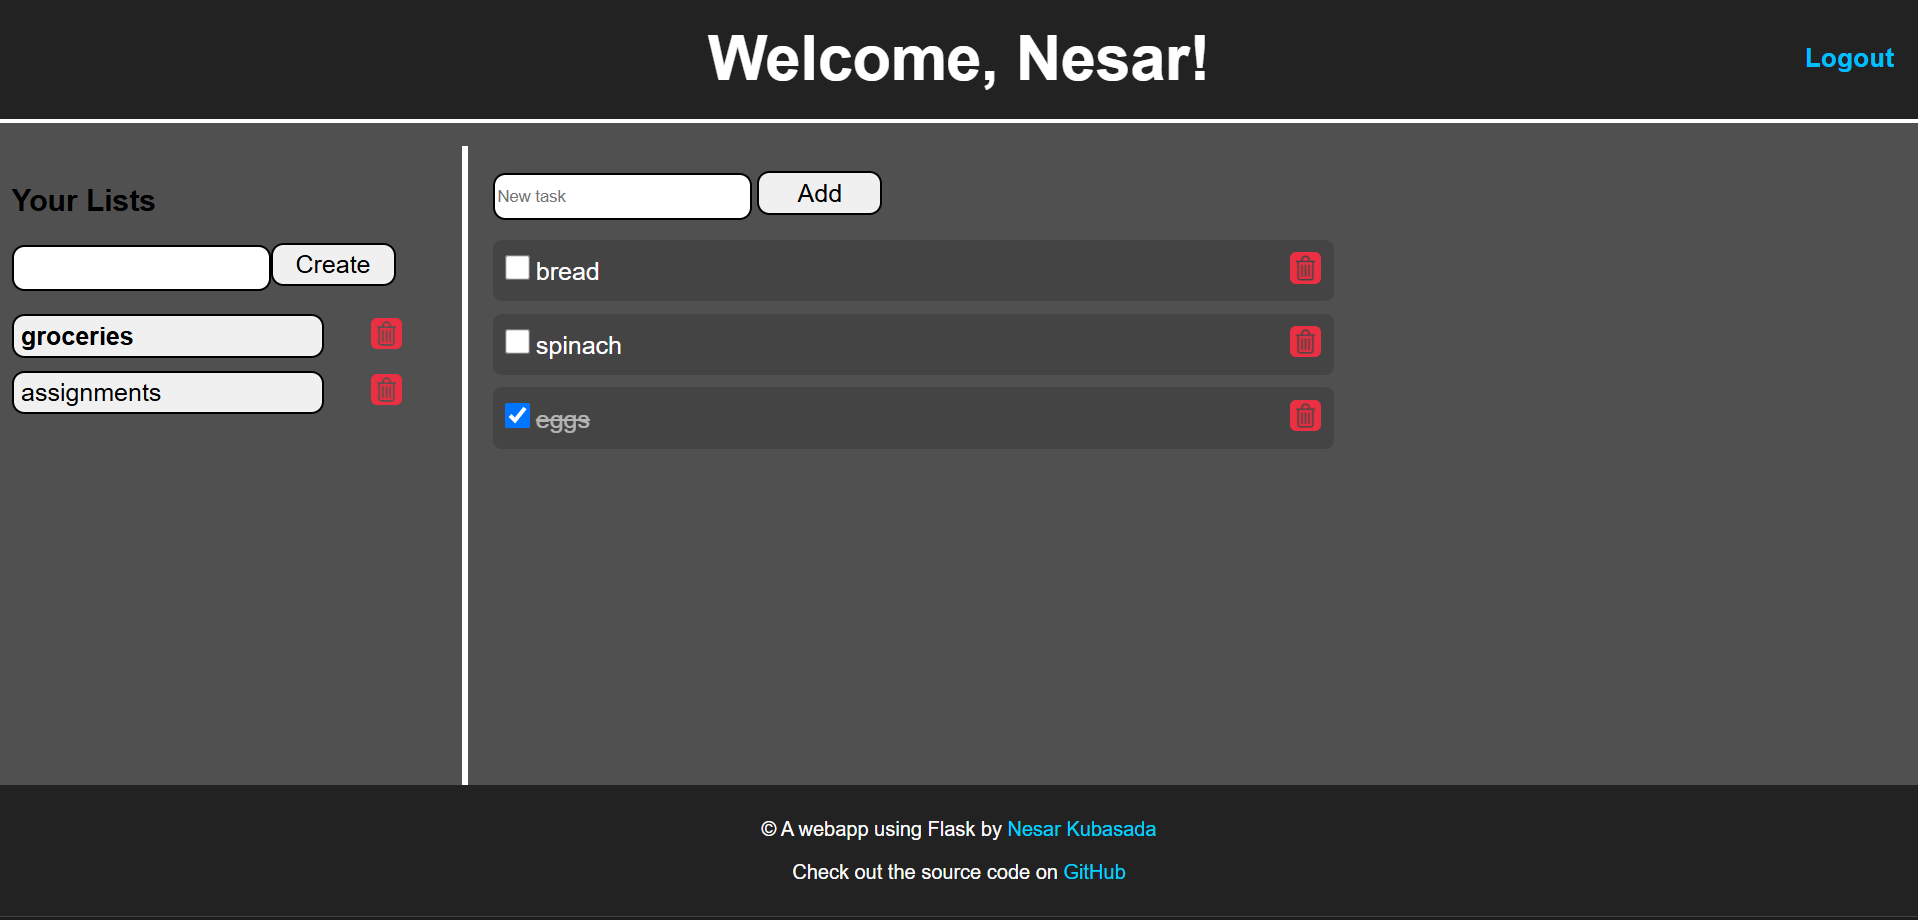 Welcome, Nesar!
Logout
Your Lists
Create
groceries
assignments
New task
Add
bread
spinach
eggs
© A webapp using Flask by Nesar Kubasada
Check out the source code on GitHub